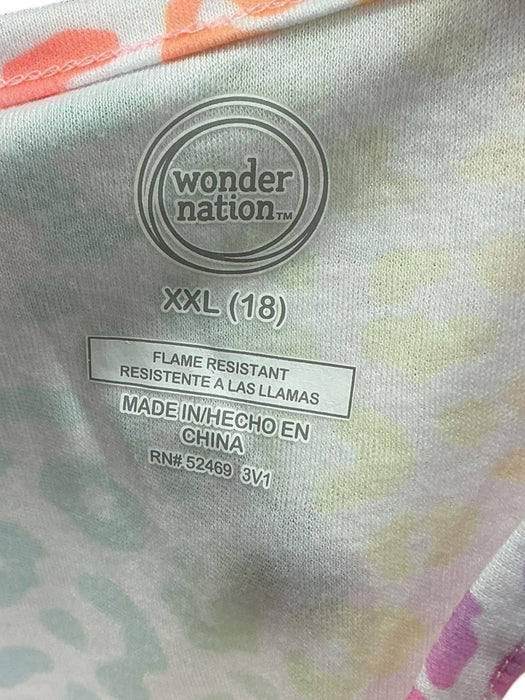 wonder
nation™
XXL (18)
FLAME RESISTANT
RESISTENTE A LAS LLAMAS
MADE IN/HECHO EN
CHINA
RN# 52469 3V1